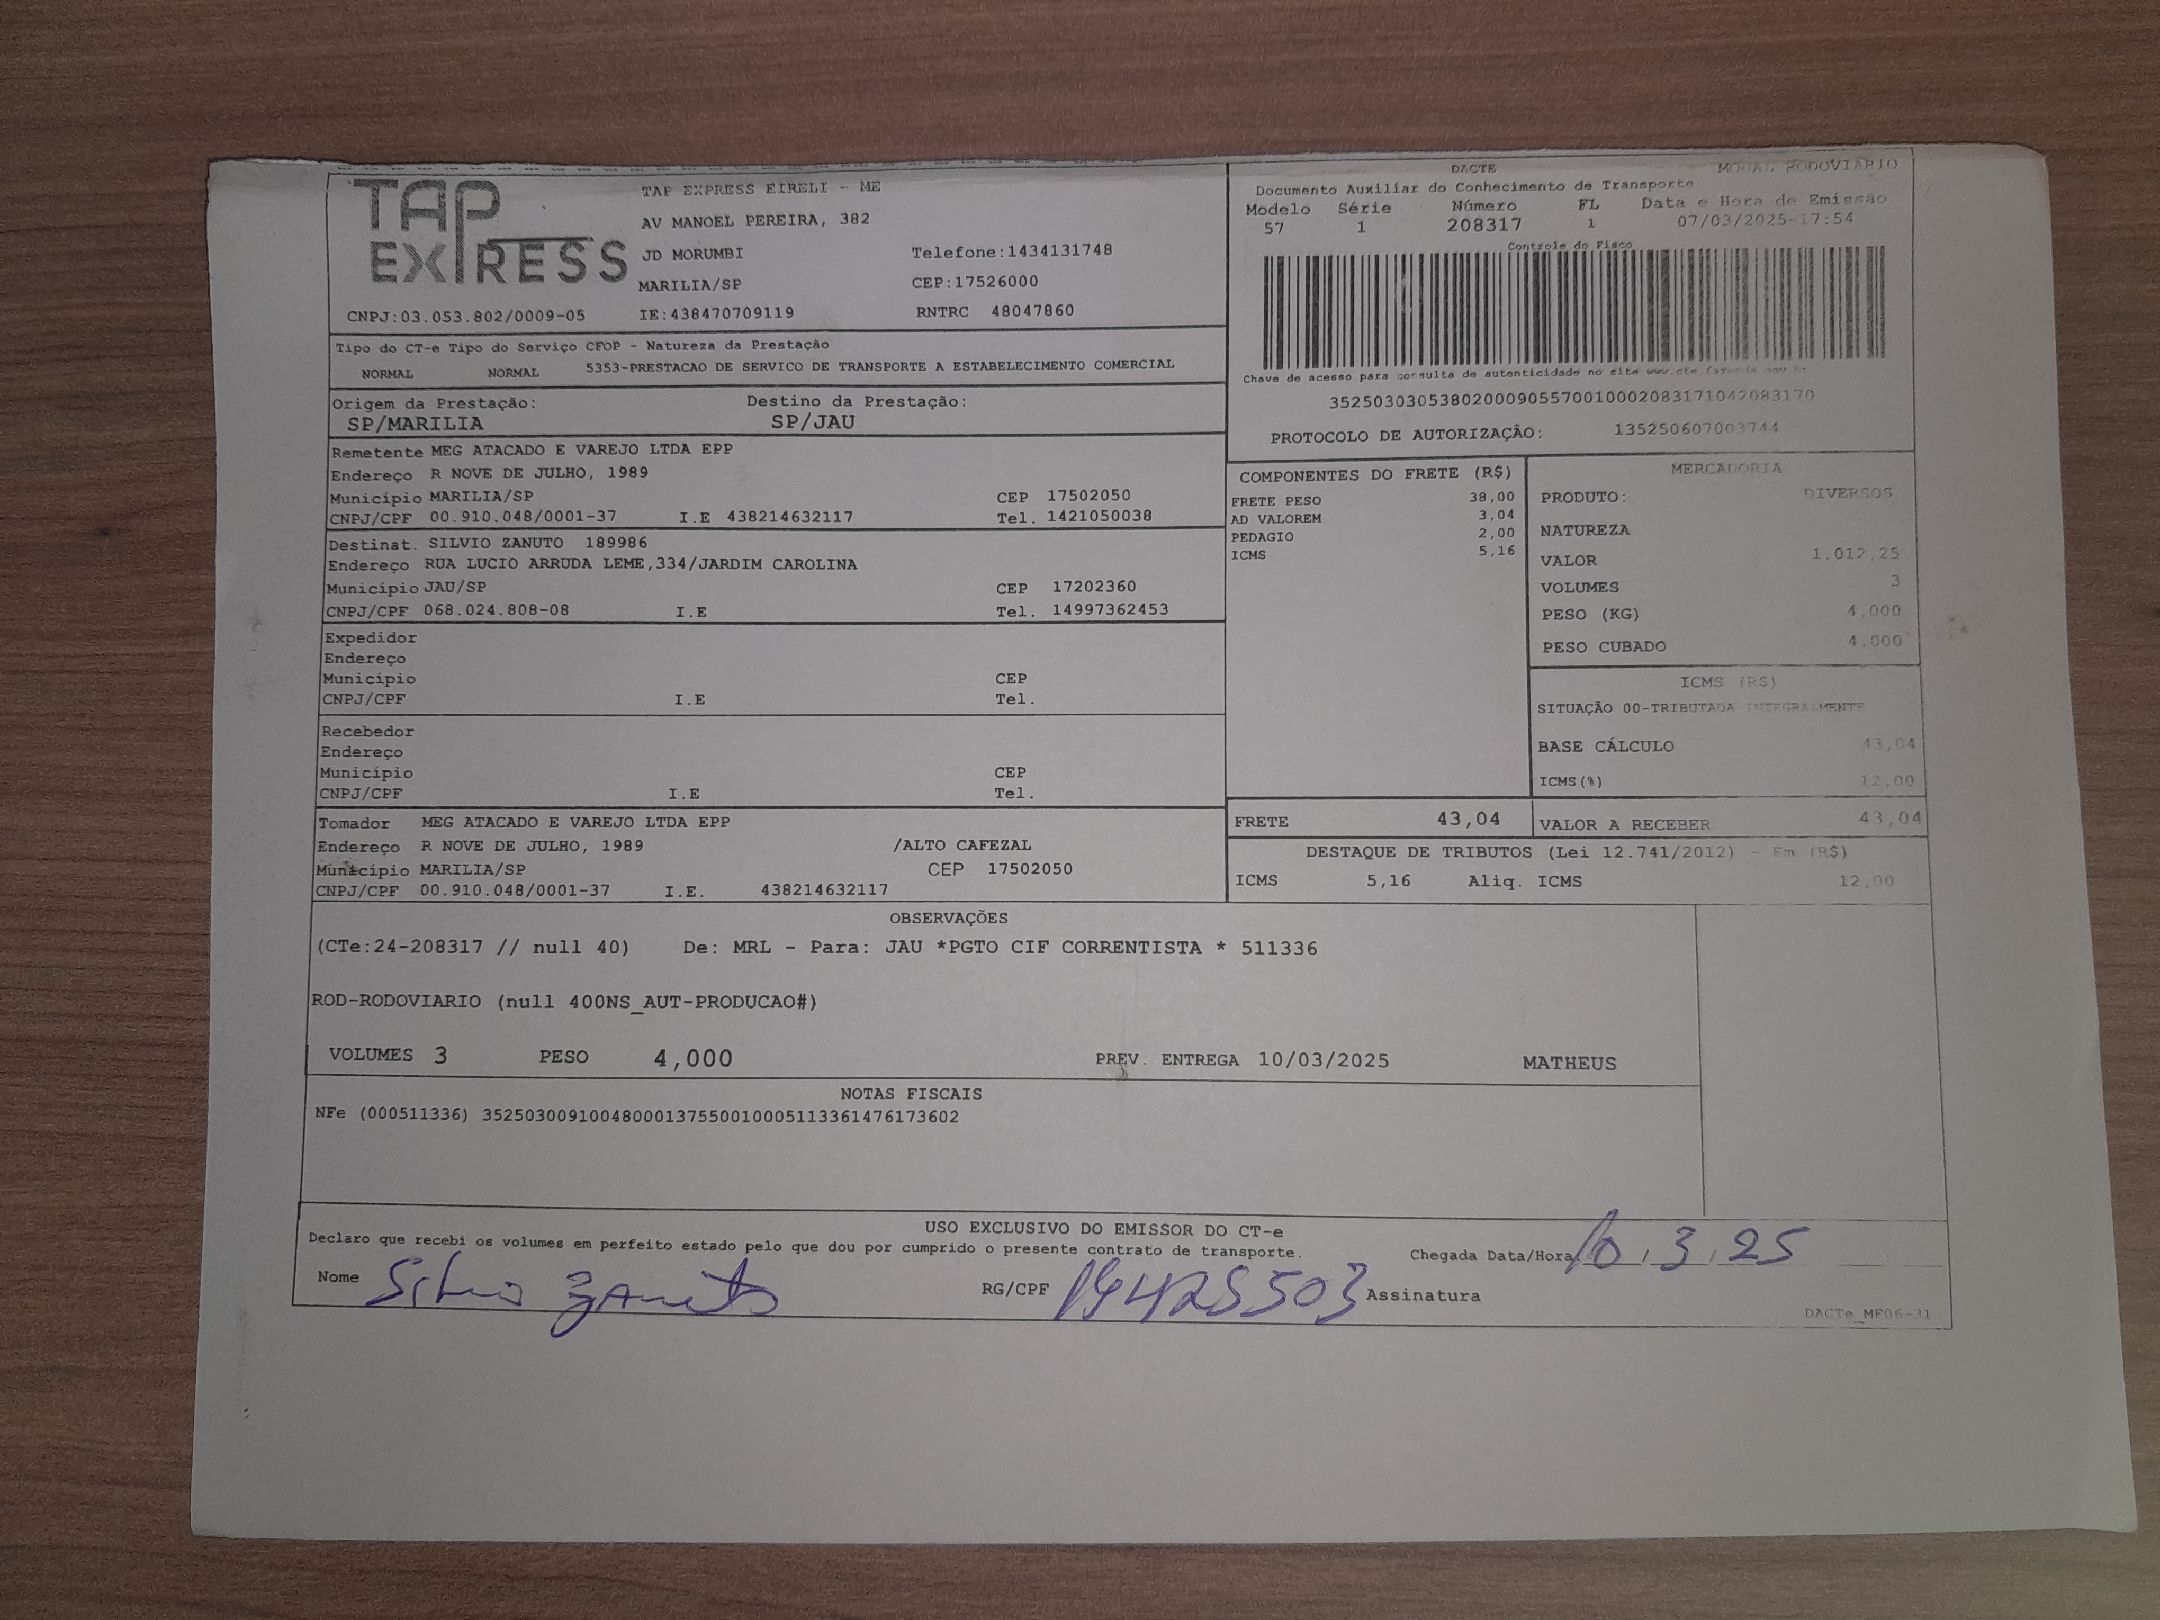 TAP EXPRESS
TAP EXPRESS EIRELI - ME
AV MANOEL PEREIRA, 382
JD MORUMBI Telefone:1434131748
MARILIA/SP CEP:17526000
CNPJ:03.053.802/0009-05 IE:438470709119 RNTRC 48047860
DACTE MODAL RODOVIARIO
Documento Auxiliar do Conhecimento de Transporte
Modelo Série Número FL Data e Hora de Emissão
57 1 208317 1 07/03/2025-17:54
Controle do Fisco
Chave de acesso para consulta de autenticidade no site www.cte.fazenda.gov.br
35250303053802000905570010002083171042083170
PROTOCOLO DE AUTORIZAÇÃO: 135250607003744
Tipo do CT-e Tipo do Serviço CFOP - Natureza da Prestação
NORMAL NORMAL 5353-PRESTACAO DE SERVICO DE TRANSPORTE A ESTABELECIMENTO COMERCIAL
Origem da Prestação: Destino da Prestação:
SP/MARILIA SP/JAU
Remetente MEG ATACADO E VAREJO LTDA EPP
Endereço R NOVE DE JULHO, 1989
Município MARILIA/SP CEP 17502050
CNPJ/CPF 00.910.048/0001-37 I.E 438214632117 Tel. 1421050038
Destinat. SILVIO ZANUTO 189986
Endereço RUA LUCIO ARRUDA LEME,334/JARDIM CAROLINA
Município JAU/SP CEP 17202360
CNPJ/CPF 068.024.808-08 I.E Tel. 14997362453
Expedidor
Endereço
Município CEP
CNPJ/CPF I.E Tel.
Recebedor
Endereço
Município CEP
CNPJ/CPF I.E Tel.
Tomador MEG ATACADO E VAREJO LTDA EPP
Endereço R NOVE DE JULHO, 1989 /ALTO CAFEZAL
Município MARILIA/SP CEP 17502050
CNPJ/CPF 00.910.048/0001-37 I.E. 438214632117
COMPONENTES DO FRETE (R$)
FRETE PESO 38,00
AD VALOREM 3,04
PEDAGIO 2,00
ICMS 5,16
MERCADORIA
PRODUTO: DIVERSOS
NATUREZA
VALOR 1.012,25
VOLUMES 3
PESO (KG) 4,000
PESO CUBADO 4,000
ICMS (R$)
SITUAÇÃO 00-TRIBUTADA INTEGRALMENTE
BASE CÁLCULO 43,04
ICMS(%) 12,00
FRETE 43,04 VALOR A RECEBER 43,04
DESTAQUE DE TRIBUTOS (Lei 12.741/2012) - Em (R$)
ICMS 5,16 Aliq. ICMS 12,00
OBSERVAÇÕES
(CTe:24-208317 // null 40) De: MRL - Para: JAU *PGTO CIF CORRENTISTA * 511336
ROD-RODOVIARIO (null 400NS_AUT-PRODUCAO#)
VOLUMES 3 PESO 4,000 PREV. ENTREGA 10/03/2025 MATHEUS
NOTAS FISCAIS
NFe (000511336) 35250300910048000137550010005113361476173602
USO EXCLUSIVO DO EMISSOR DO CT-e
Declaro que recebi os volumes em perfeito estado pelo que dou por cumprido o presente contrato de transporte.
Chegada Data/Hora 10,3,25
Nome Silvio Zanuto RG/CPF 194425503 Assinatura
DACTe_MF06-31